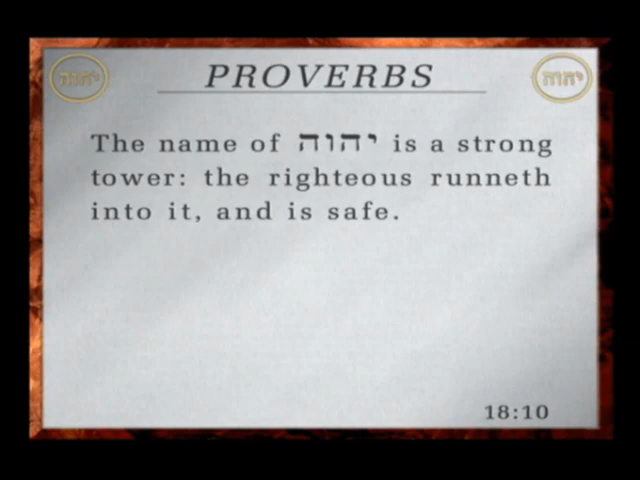 יהוה PROVERBS יהוה
The name of יהוה is a strong
tower: the righteous runneth
into it, and is safe.
18:10